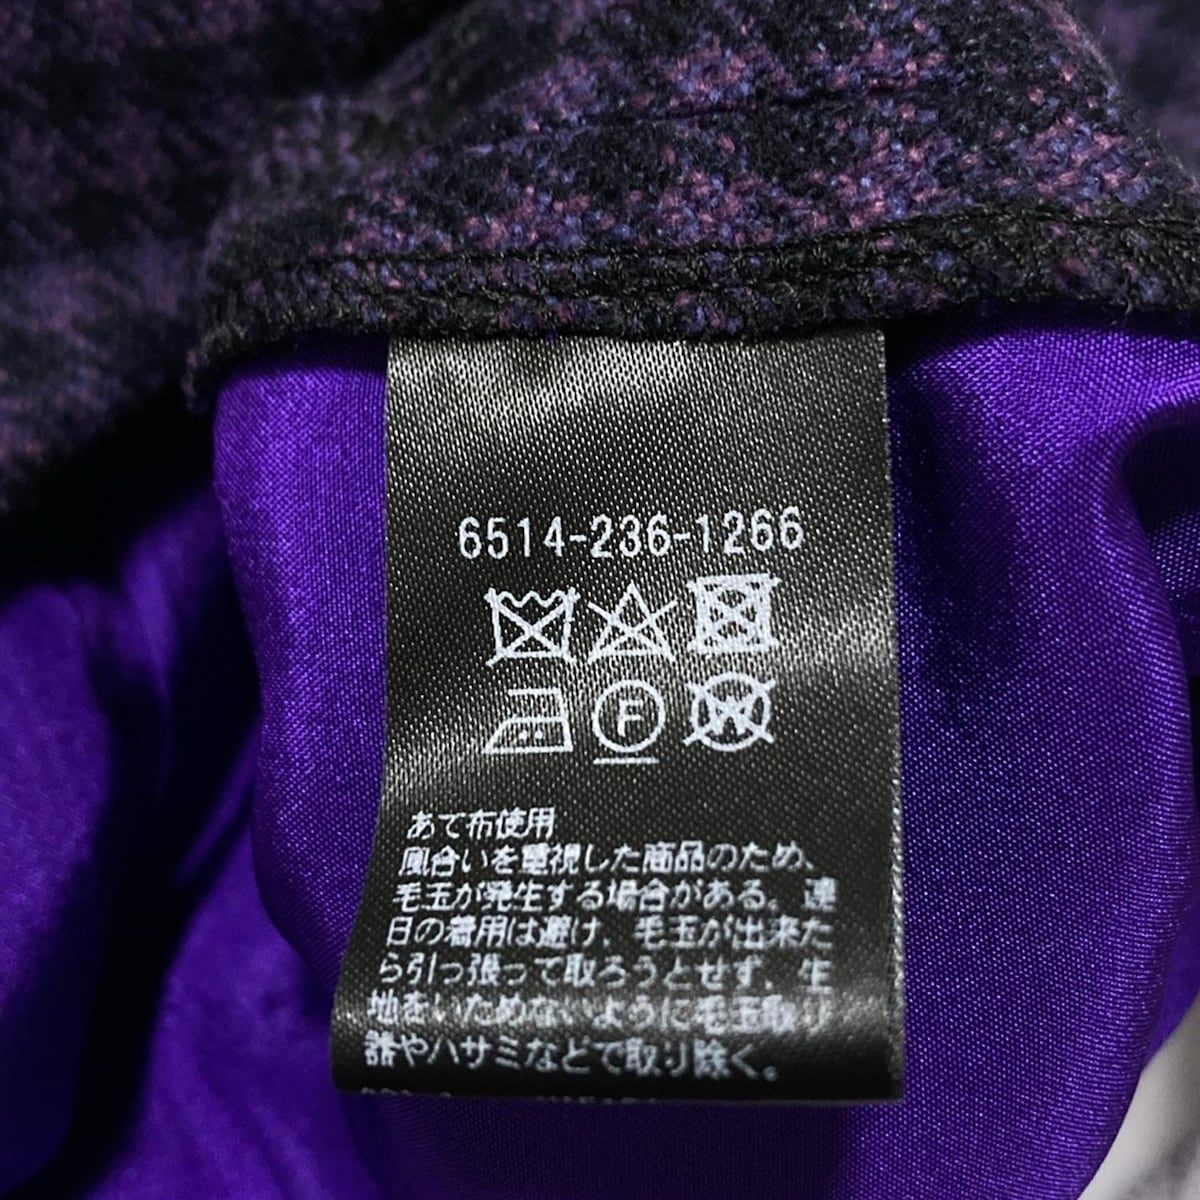 6514-236-1266
F
W
あて布使用
風合いを重視した商品のため、
毛玉が発生する場合がある。連
日の着用は避け、毛玉が出来た
ら引っ張って取ろうとせず、生
地をいためないように毛玉取り
器やハサミなどで取り除く。